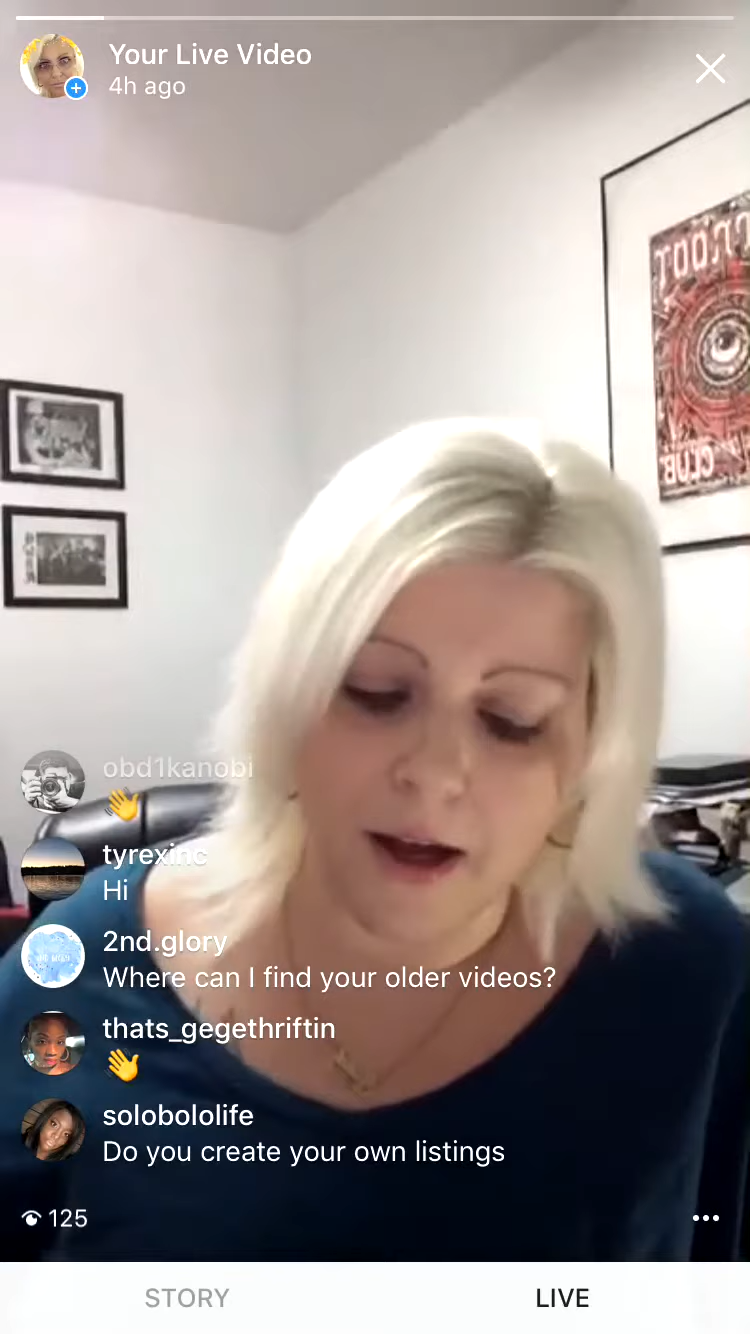 Your Live Video
4h ago
CLUB
obd1kanobi
👋
tyrexinc
Hi
2nd.glory
Where can I find your older videos?
thats_gegethriftin
👋
solobololife
Do you create your own listings
125
STORY
LIVE